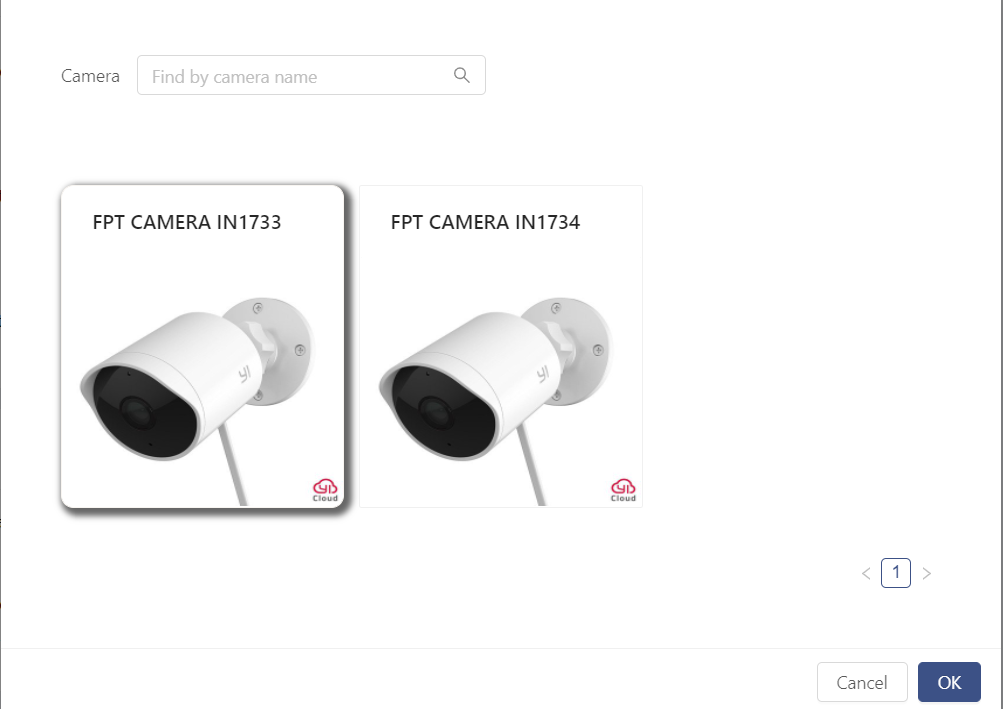 Camera
Find by camera name
FPT CAMERA IN1733
FPT CAMERA IN1734
YI
YI
Cloud
Cloud
1
Cancel
OK